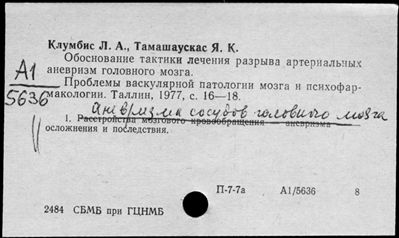 Клумбис Л. А., Тамашаускас Я. К.
Обоснование тактики лечения разрыва артериальных
аневризм головного мозга.
А1
5636
Проблемы васкулярной патологии мозга и психофар-
макологии. Таллин, 1977, с. 16—18.
Аневризма сосудов головного мозга
1. Расстройства мозгового кровообращения — аневризма —
осложнения и последствия.
П-7-7а А1/5636 8
2484 СБМБ при ГЦНМБ